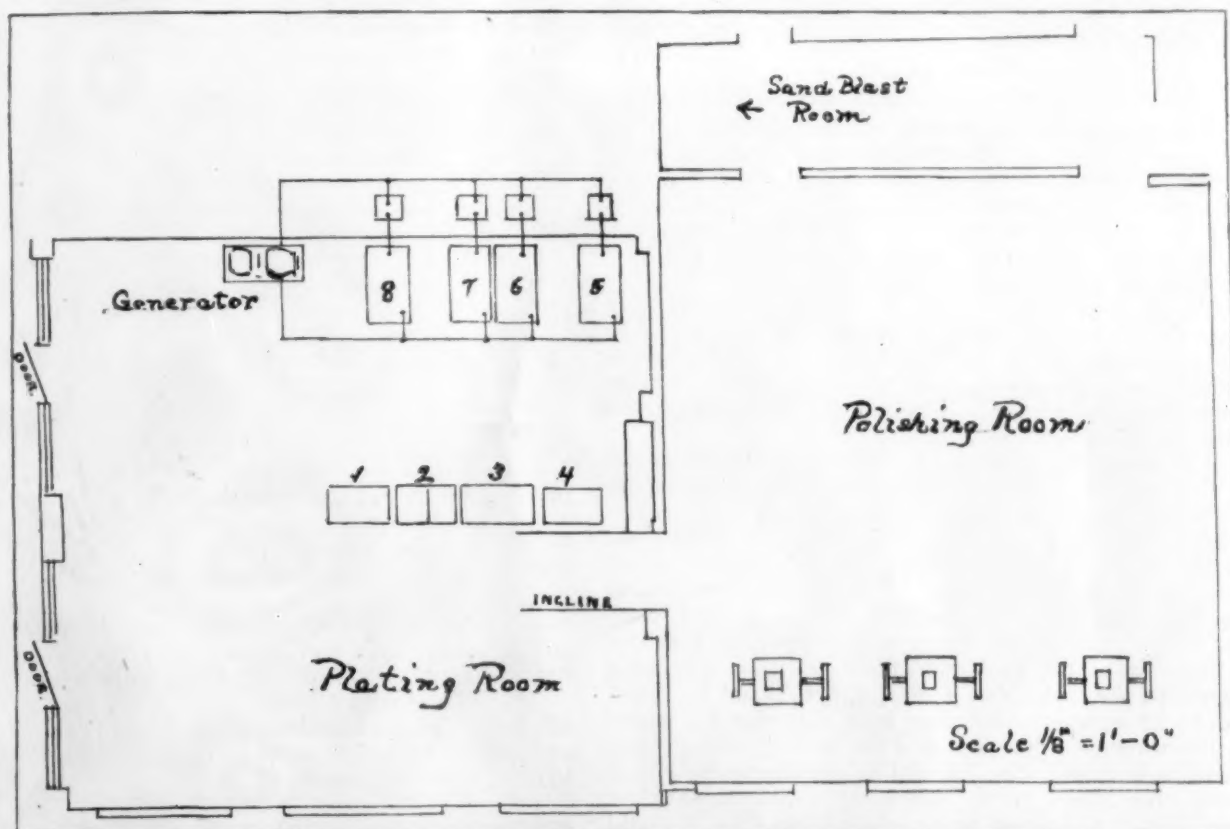 Sand Blast
← Room
8
7
6
5
Generator
DOOR
Polishing Room
1
2
3
4
INCLINE
DOOR
Plating Room
Scale 1/8" = 1'-0"